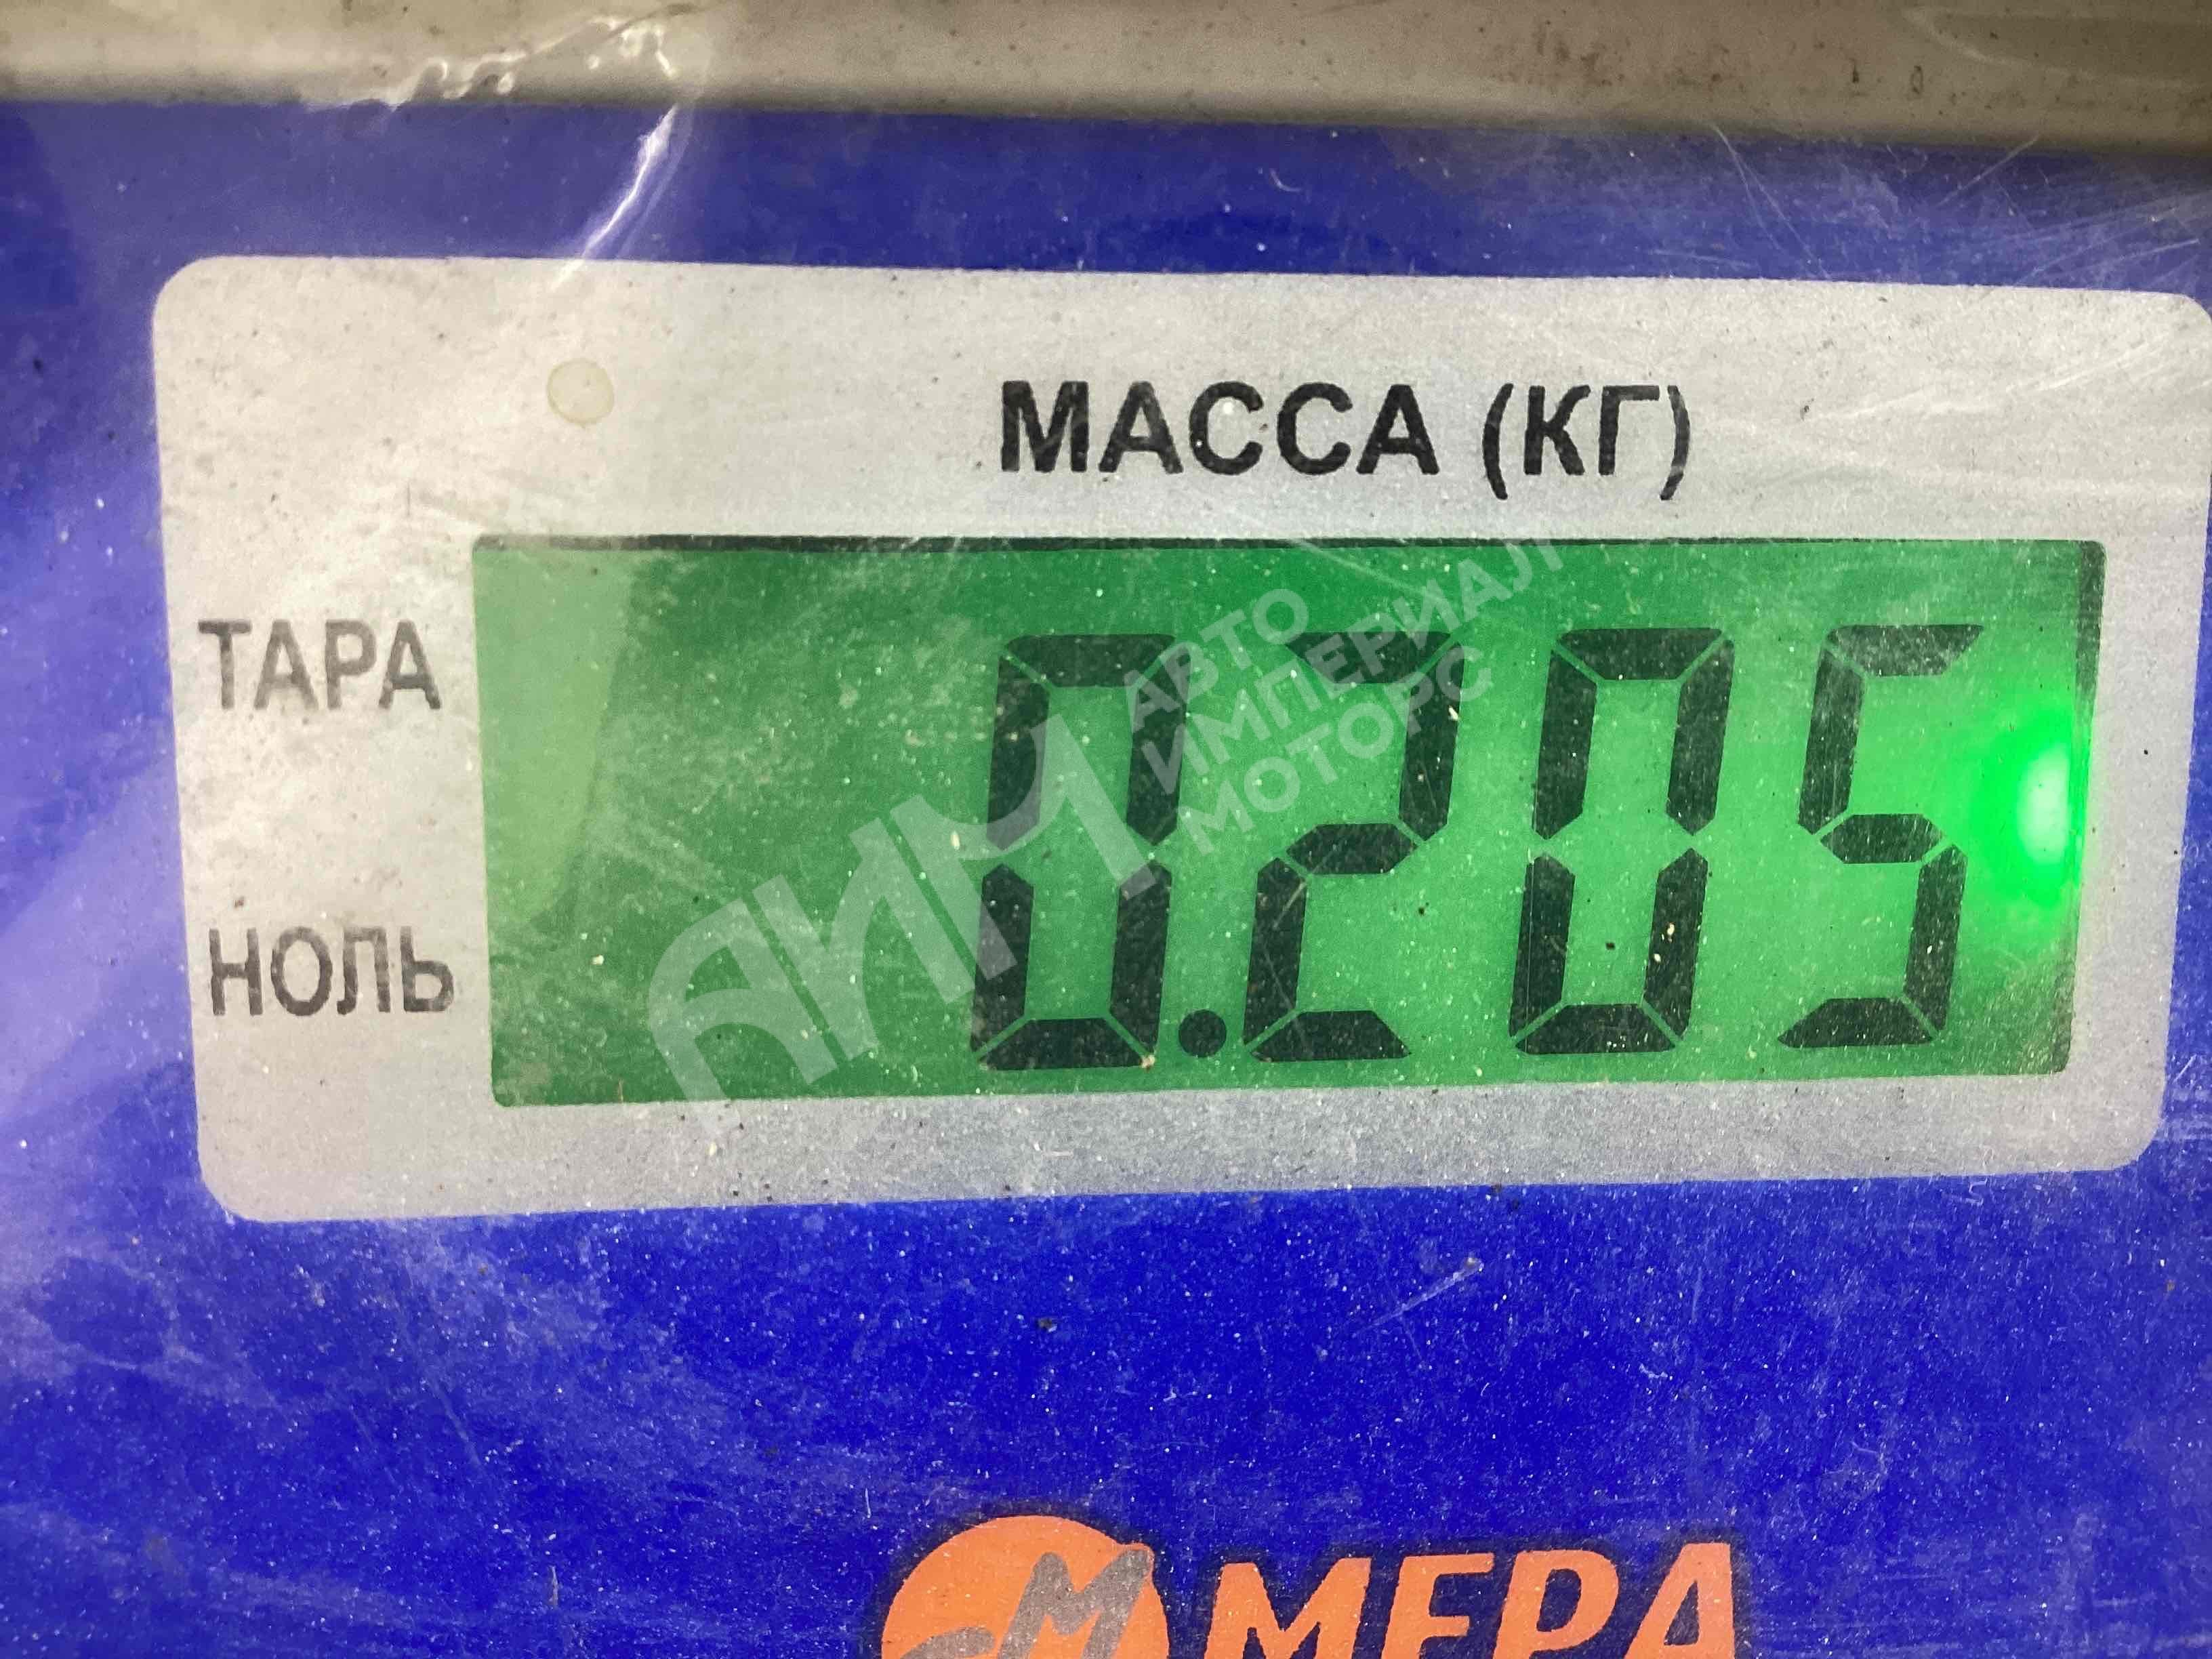 МАССА (КГ)
ТАРА
0.205
НОЛЬ
АИМ
АВТО
ИМПЕРИАЛ
МОТОРС
М МЕРА